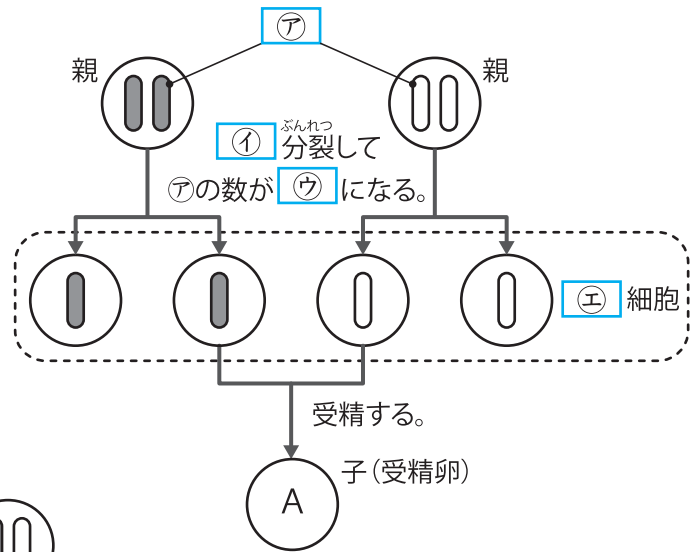 ㋐
親
親
㋑ 分裂して
ぶんれつ
㋐の数が ㋒ になる。
㋓ 細胞
受精する。
子（受精卵）
A